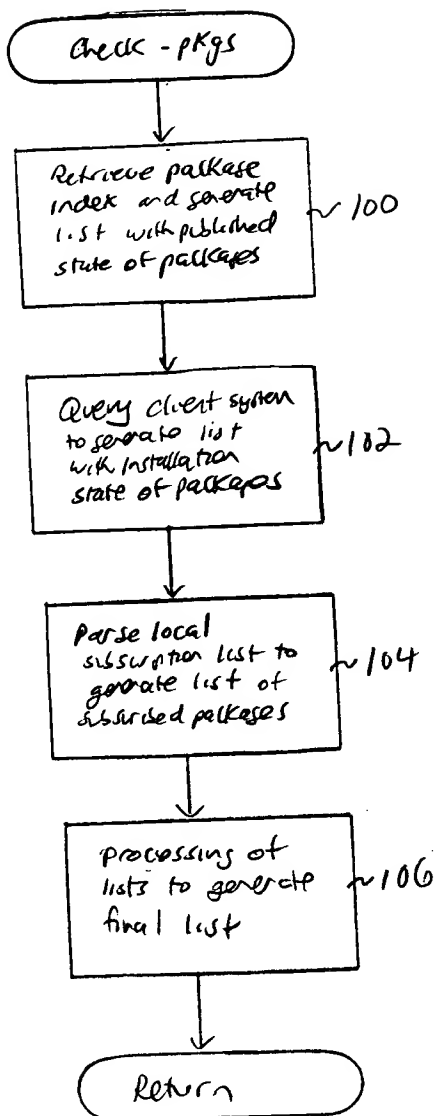 check - pkgs
Retrieve package
index and generate
list with published
state of packages
~ 100
Query client system
to generate list
with installation
state of packages
~102
Parse local
subscription list to
generate list of
subscribed packages
~ 104
processing of
lists to generate
final list
~106
Return